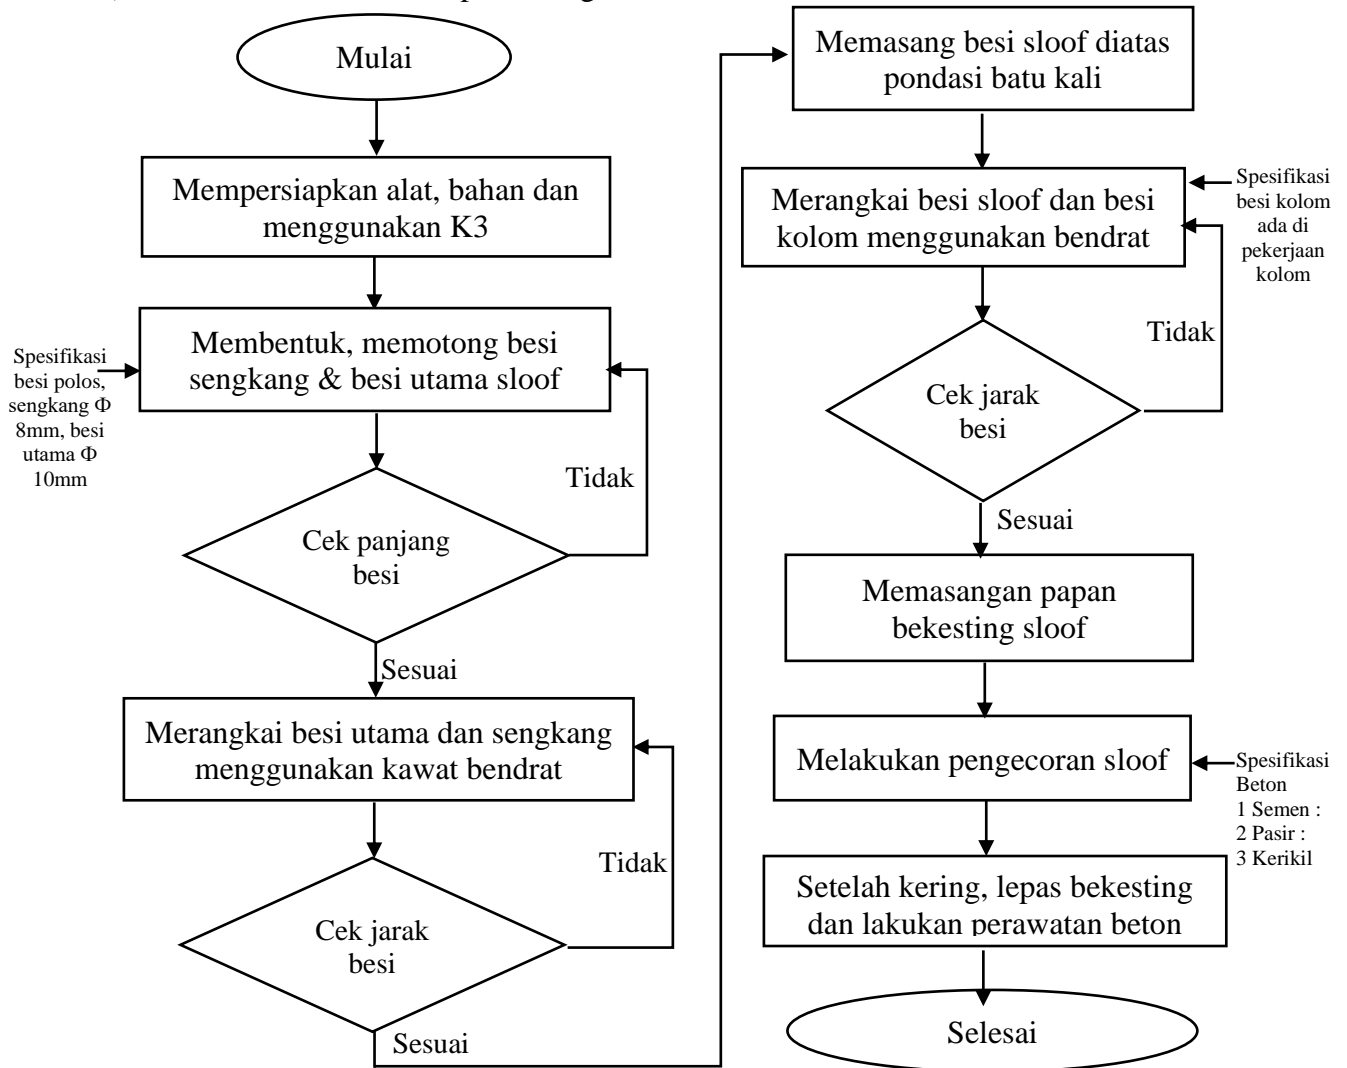 Mulai
Mempersiapkan alat, bahan dan
menggunakan K3
Membentuk, memotong besi
sengkang & besi utama sloof
Spesifikasi
besi polos,
sengkang Φ
8mm, besi
utama Φ
10mm
Tidak
Cek panjang
besi
Sesuai
Merangkai besi utama dan sengkang
menggunakan kawat bendrat
Tidak
Cek jarak
besi
Sesuai
Memasang besi sloof diatas
pondasi batu kali
Merangkai besi sloof dan besi
kolom menggunakan bendrat
Spesifikasi
besi kolom
ada di
pekerjaan
kolom
Tidak
Cek jarak
besi
Sesuai
Memasangan papan
bekesting sloof
Melakukan pengecoran sloof
Spesifikasi
Beton
1 Semen :
2 Pasir :
3 Kerikil
Setelah kering, lepas bekesting
dan lakukan perawatan beton
Selesai